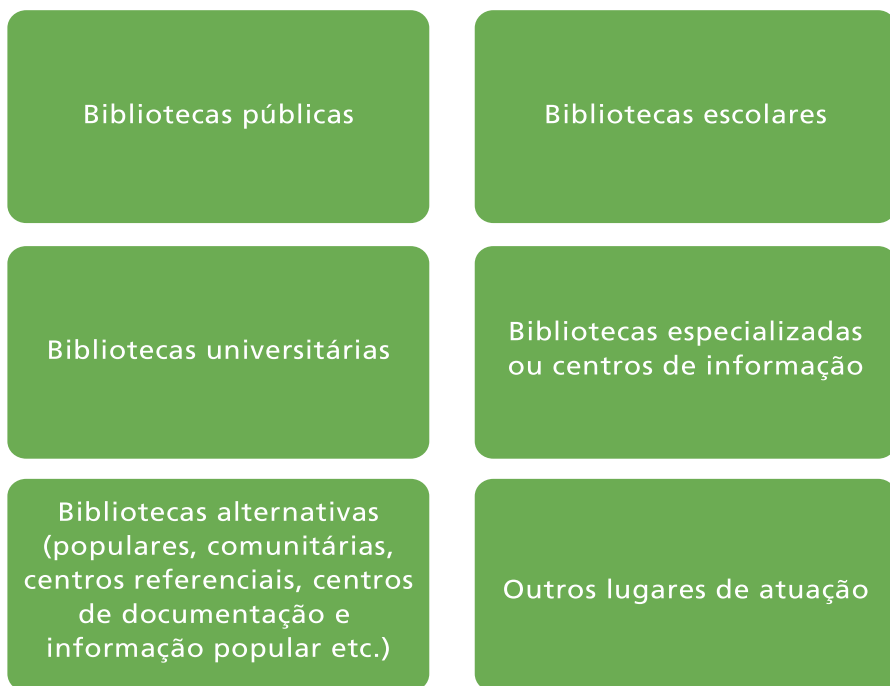 Bibliotecas públicas
Bibliotecas escolares
Bibliotecas universitárias
Bibliotecas especializadas
ou centros de informação
Bibliotecas alternativas
(populares, comunitárias,
centros referenciais, centros
de documentação e
informação popular etc.)
Outros lugares de atuação